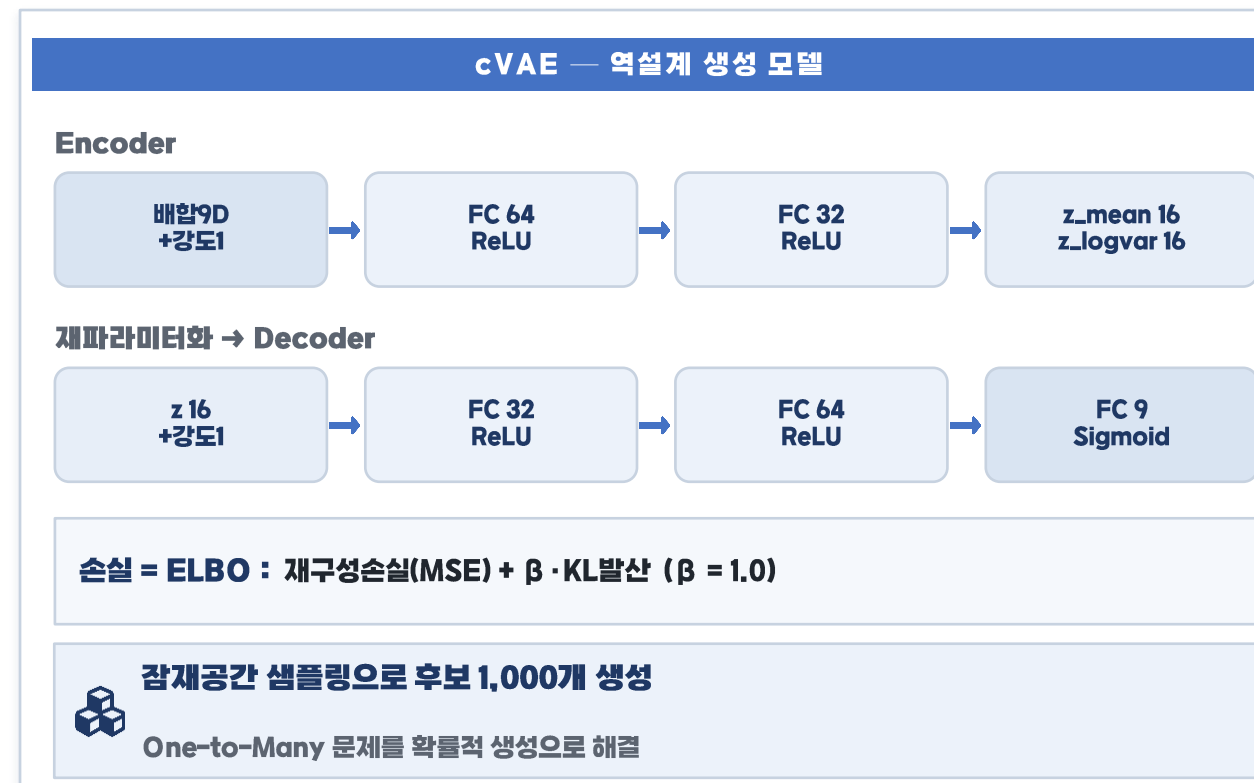 cVAE — 역설계 생성 모델
Encoder
배합9D
+강도1
FC 64
ReLU
FC 32
ReLU
z_mean 16
z_logvar 16
재파라미터화 → Decoder
z 16
+강도1
FC 32
ReLU
FC 64
ReLU
FC 9
Sigmoid
손실 = ELBO : 재구성손실(MSE) + β ·KL발산 (β = 1.0)
잠재공간 샘플링으로 후보 1,000개 생성
One-to-Many 문제를 확률적 생성으로 해결